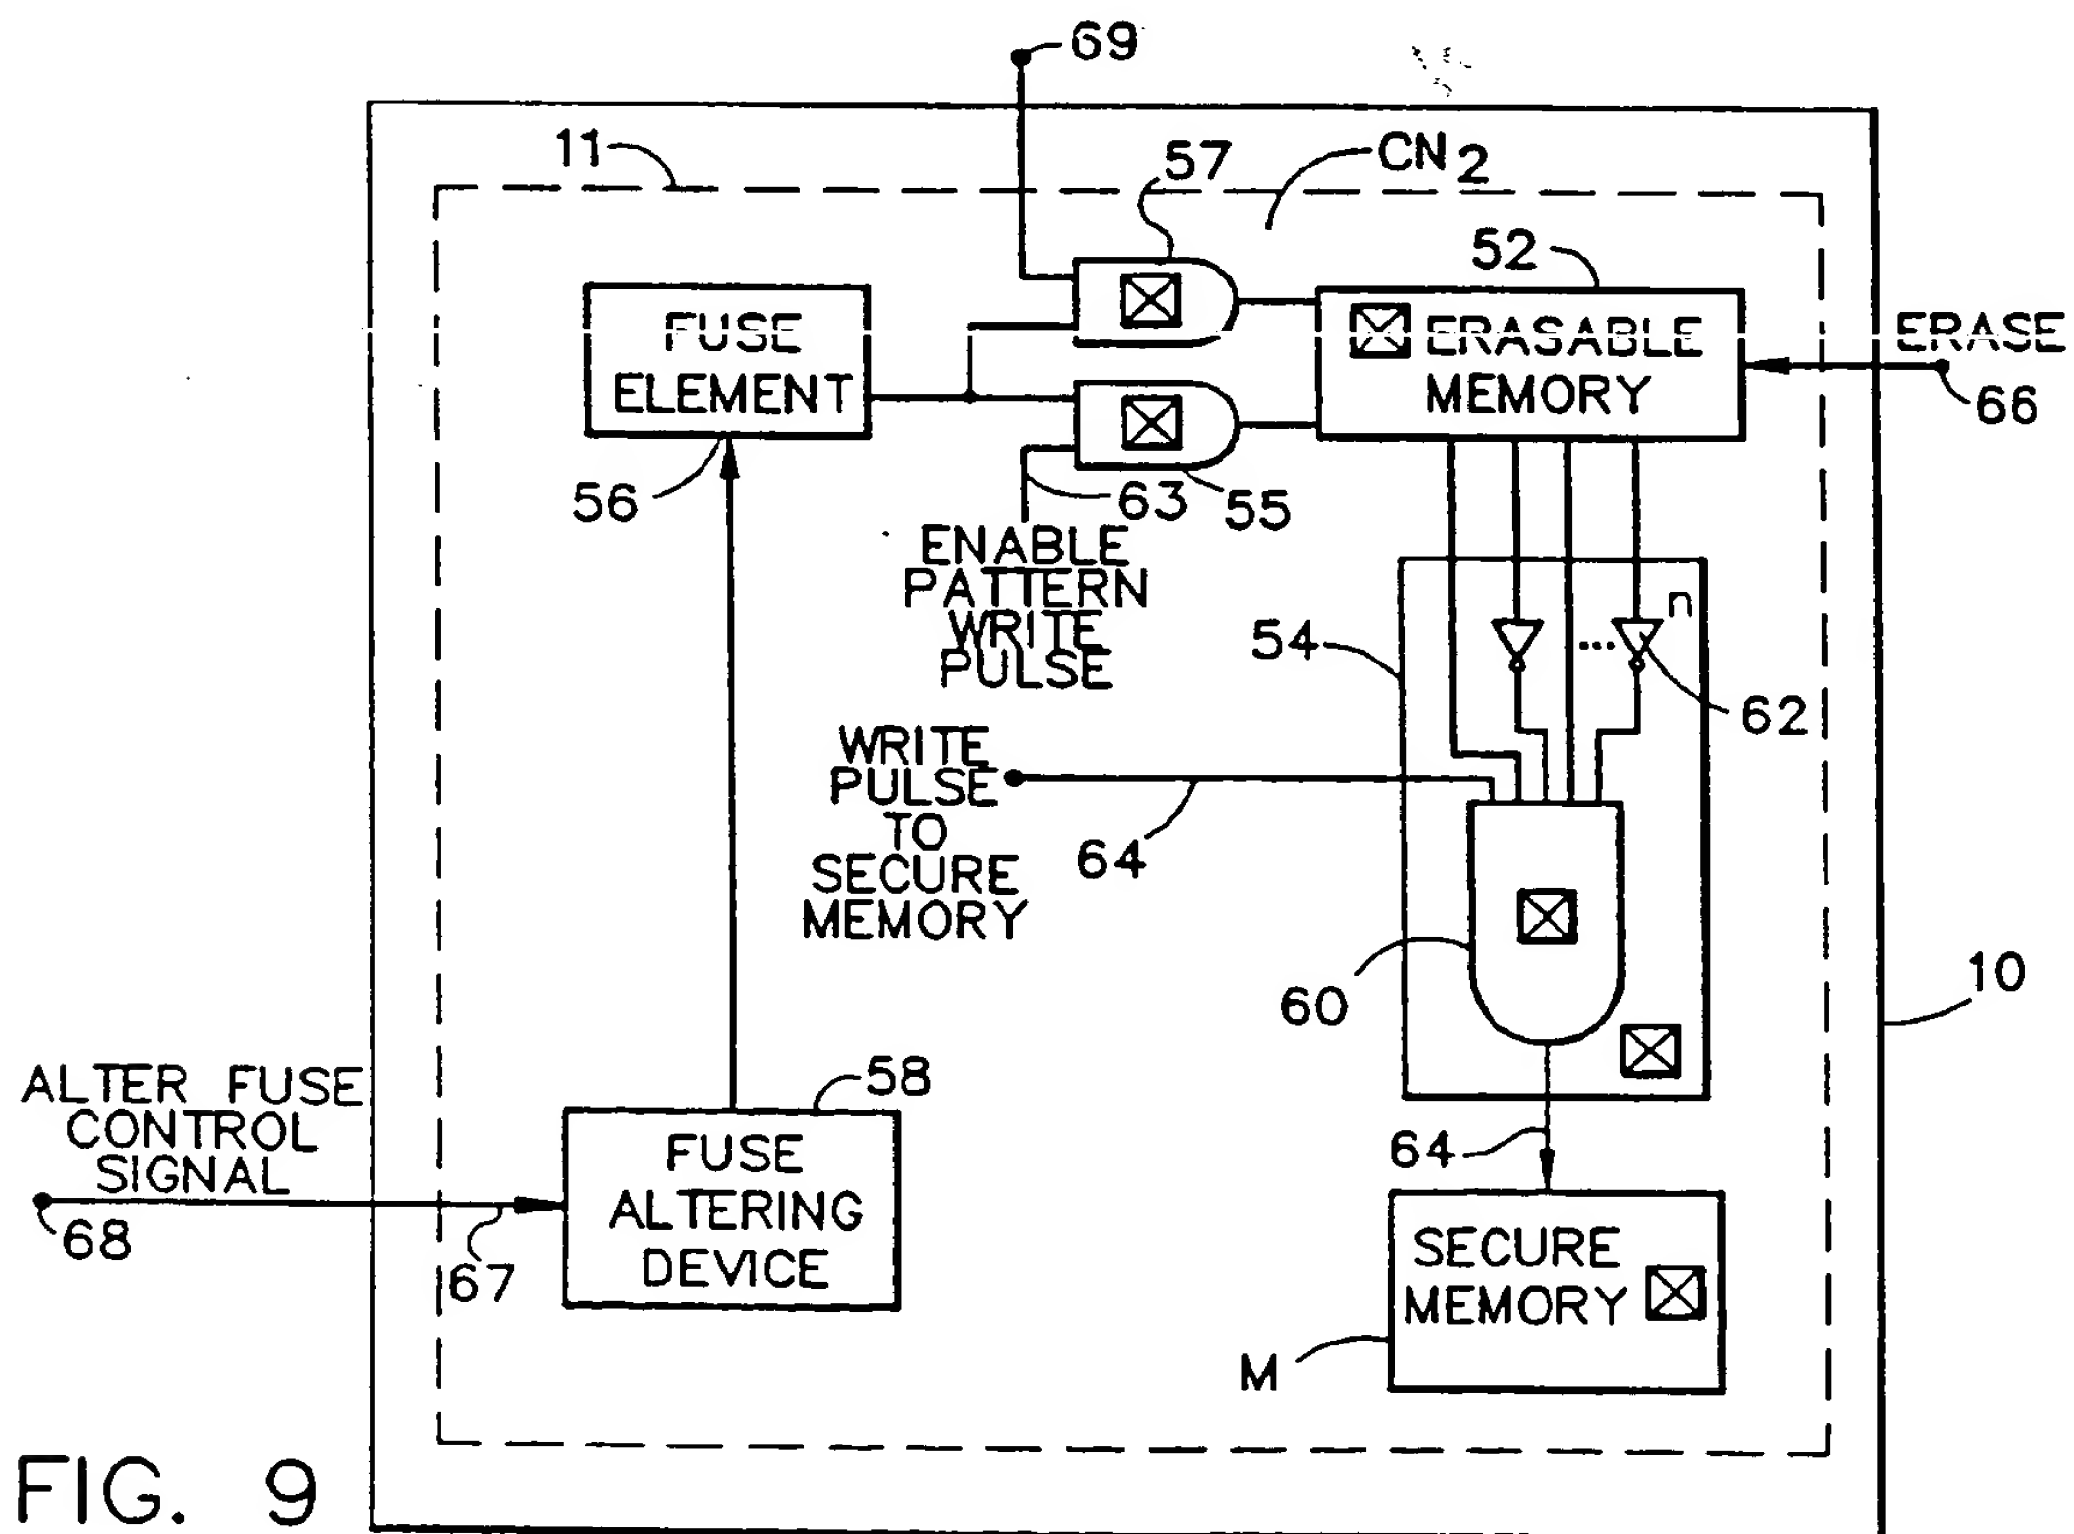 69
11
57
CN2
52
FUSE
ELEMENT
ERASABLE
MEMORY
ERASE
66
56
63
55
ENABLE
PATTERN
WRITE
PULSE
n
54
...
62
WRITE
PULSE
TO
SECURE
MEMORY
64
60
10
ALTER FUSE
CONTROL
SIGNAL
58
68
67
FUSE
ALTERING
DEVICE
64
SECURE
MEMORY
M
FIG. 9